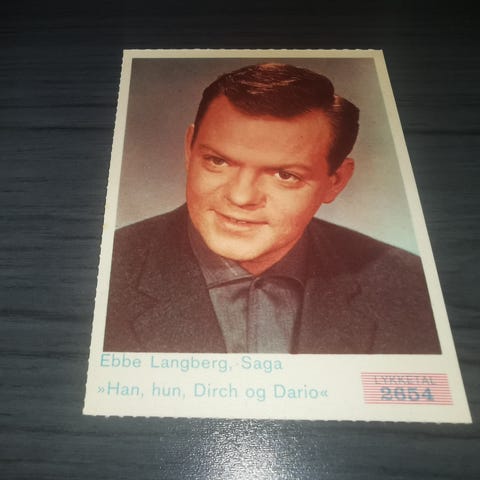 Ebbe Langberg, Saga
»Han, hun, Dirch og Dario«
LYKKETAL
2654